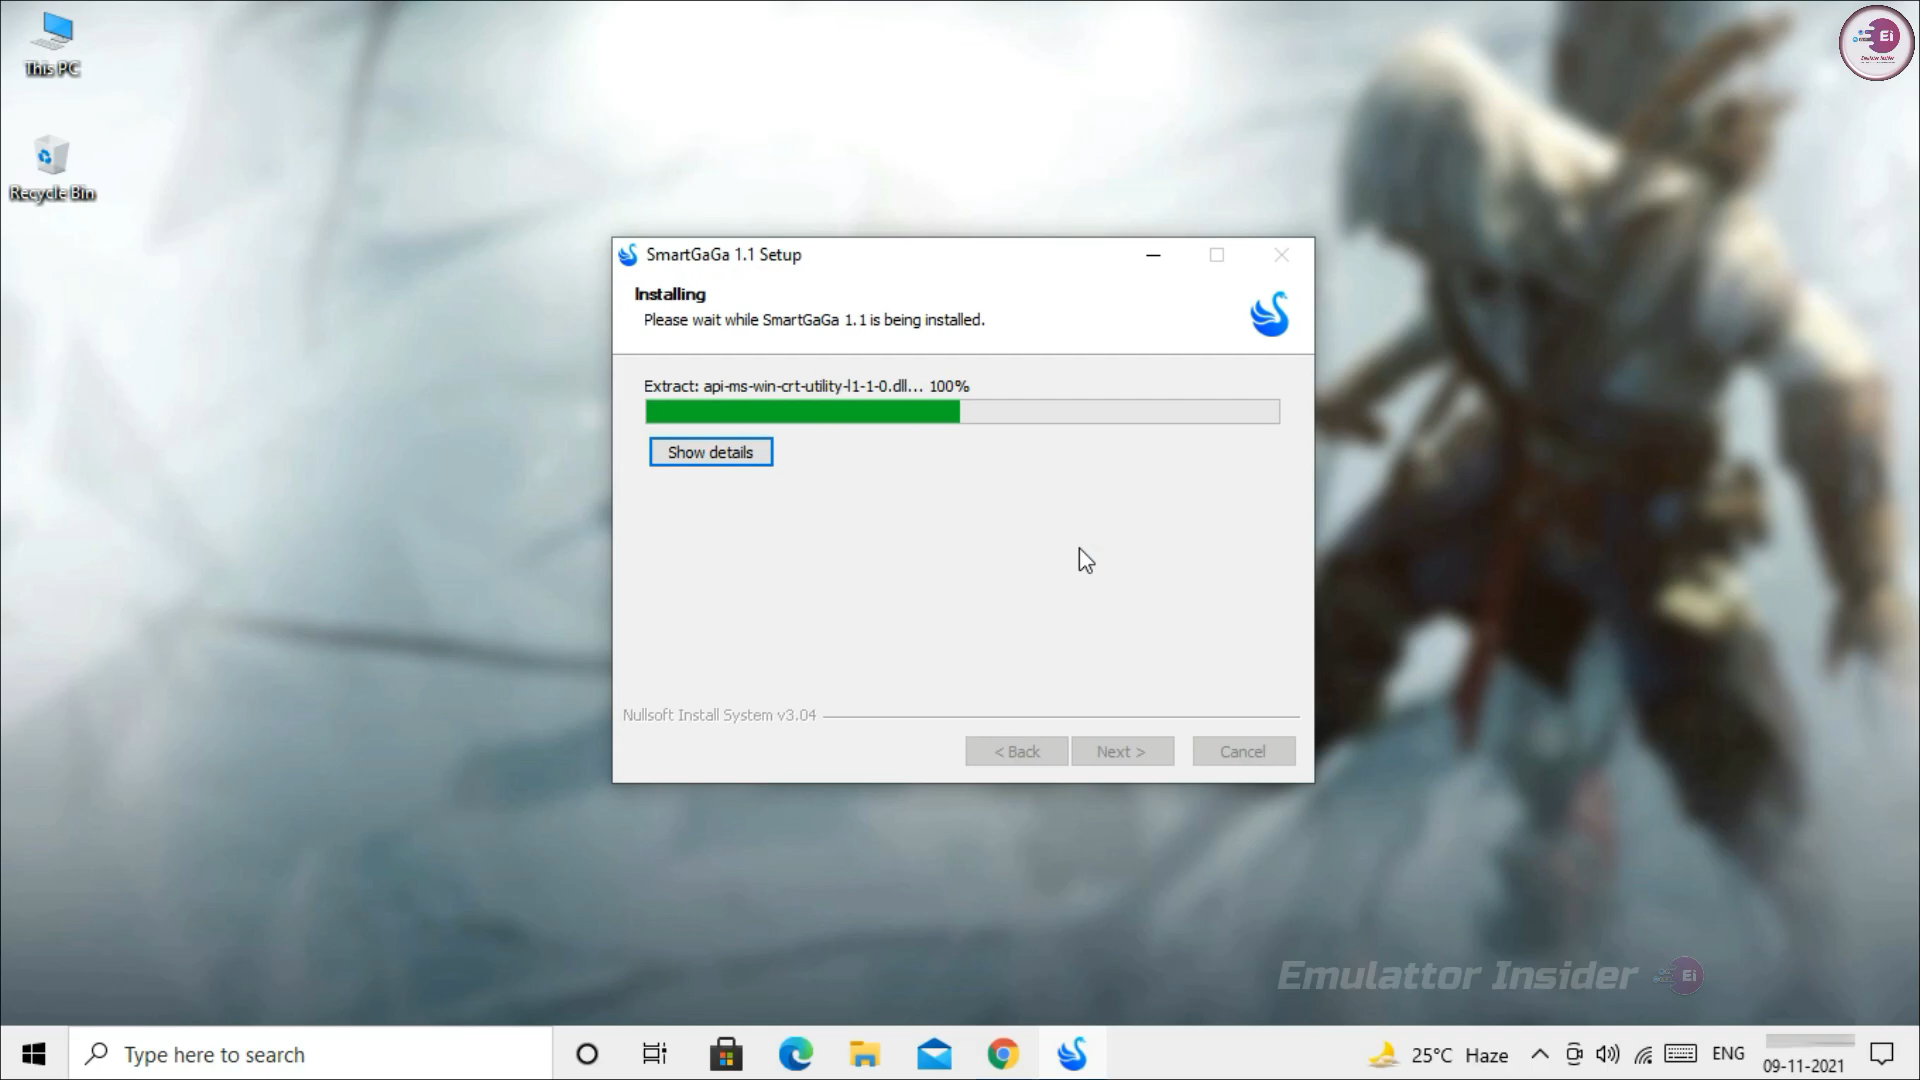 This PC
Recycle Bin
Ei
SmartGaGa 1.1 Setup
Installing
Please wait while SmartGaGa 1.1 is being installed.
Extract: api-ms-win-crt-utility-l1-1-0.dll... 100%
Show details
Nullsoft Install System v3.04
< Back
Next >
Cancel
Emulattor Insider Ei
Type here to search
25°C Haze
ENG
09-11-2021